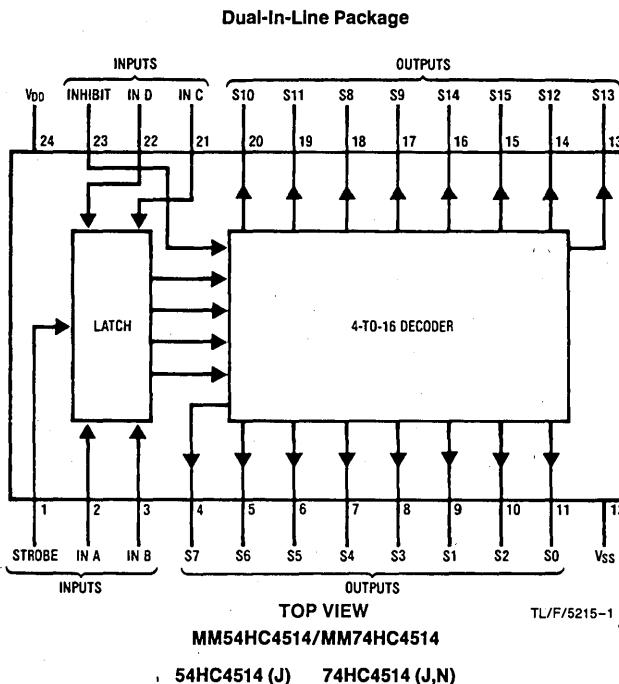 Dual-In-Line Package
INPUTS OUTPUTS
VDD INHIBIT IN D IN C S10 S11 S8 S9 S14 S15 S12 S13
24 23 22 21 20 19 18 17 16 15 14 13
LATCH 4-TO-16 DECODER
1 2 3 4 5 6 7 8 9 10 11 12
STROBE IN A IN B S7 S6 S5 S4 S3 S1 S2 S0 VSS
INPUTS OUTPUTS
TOP VIEW TL/F/5215-1
MM54HC4514/MM74HC4514
54HC4514 (J) 74HC4514 (J,N)